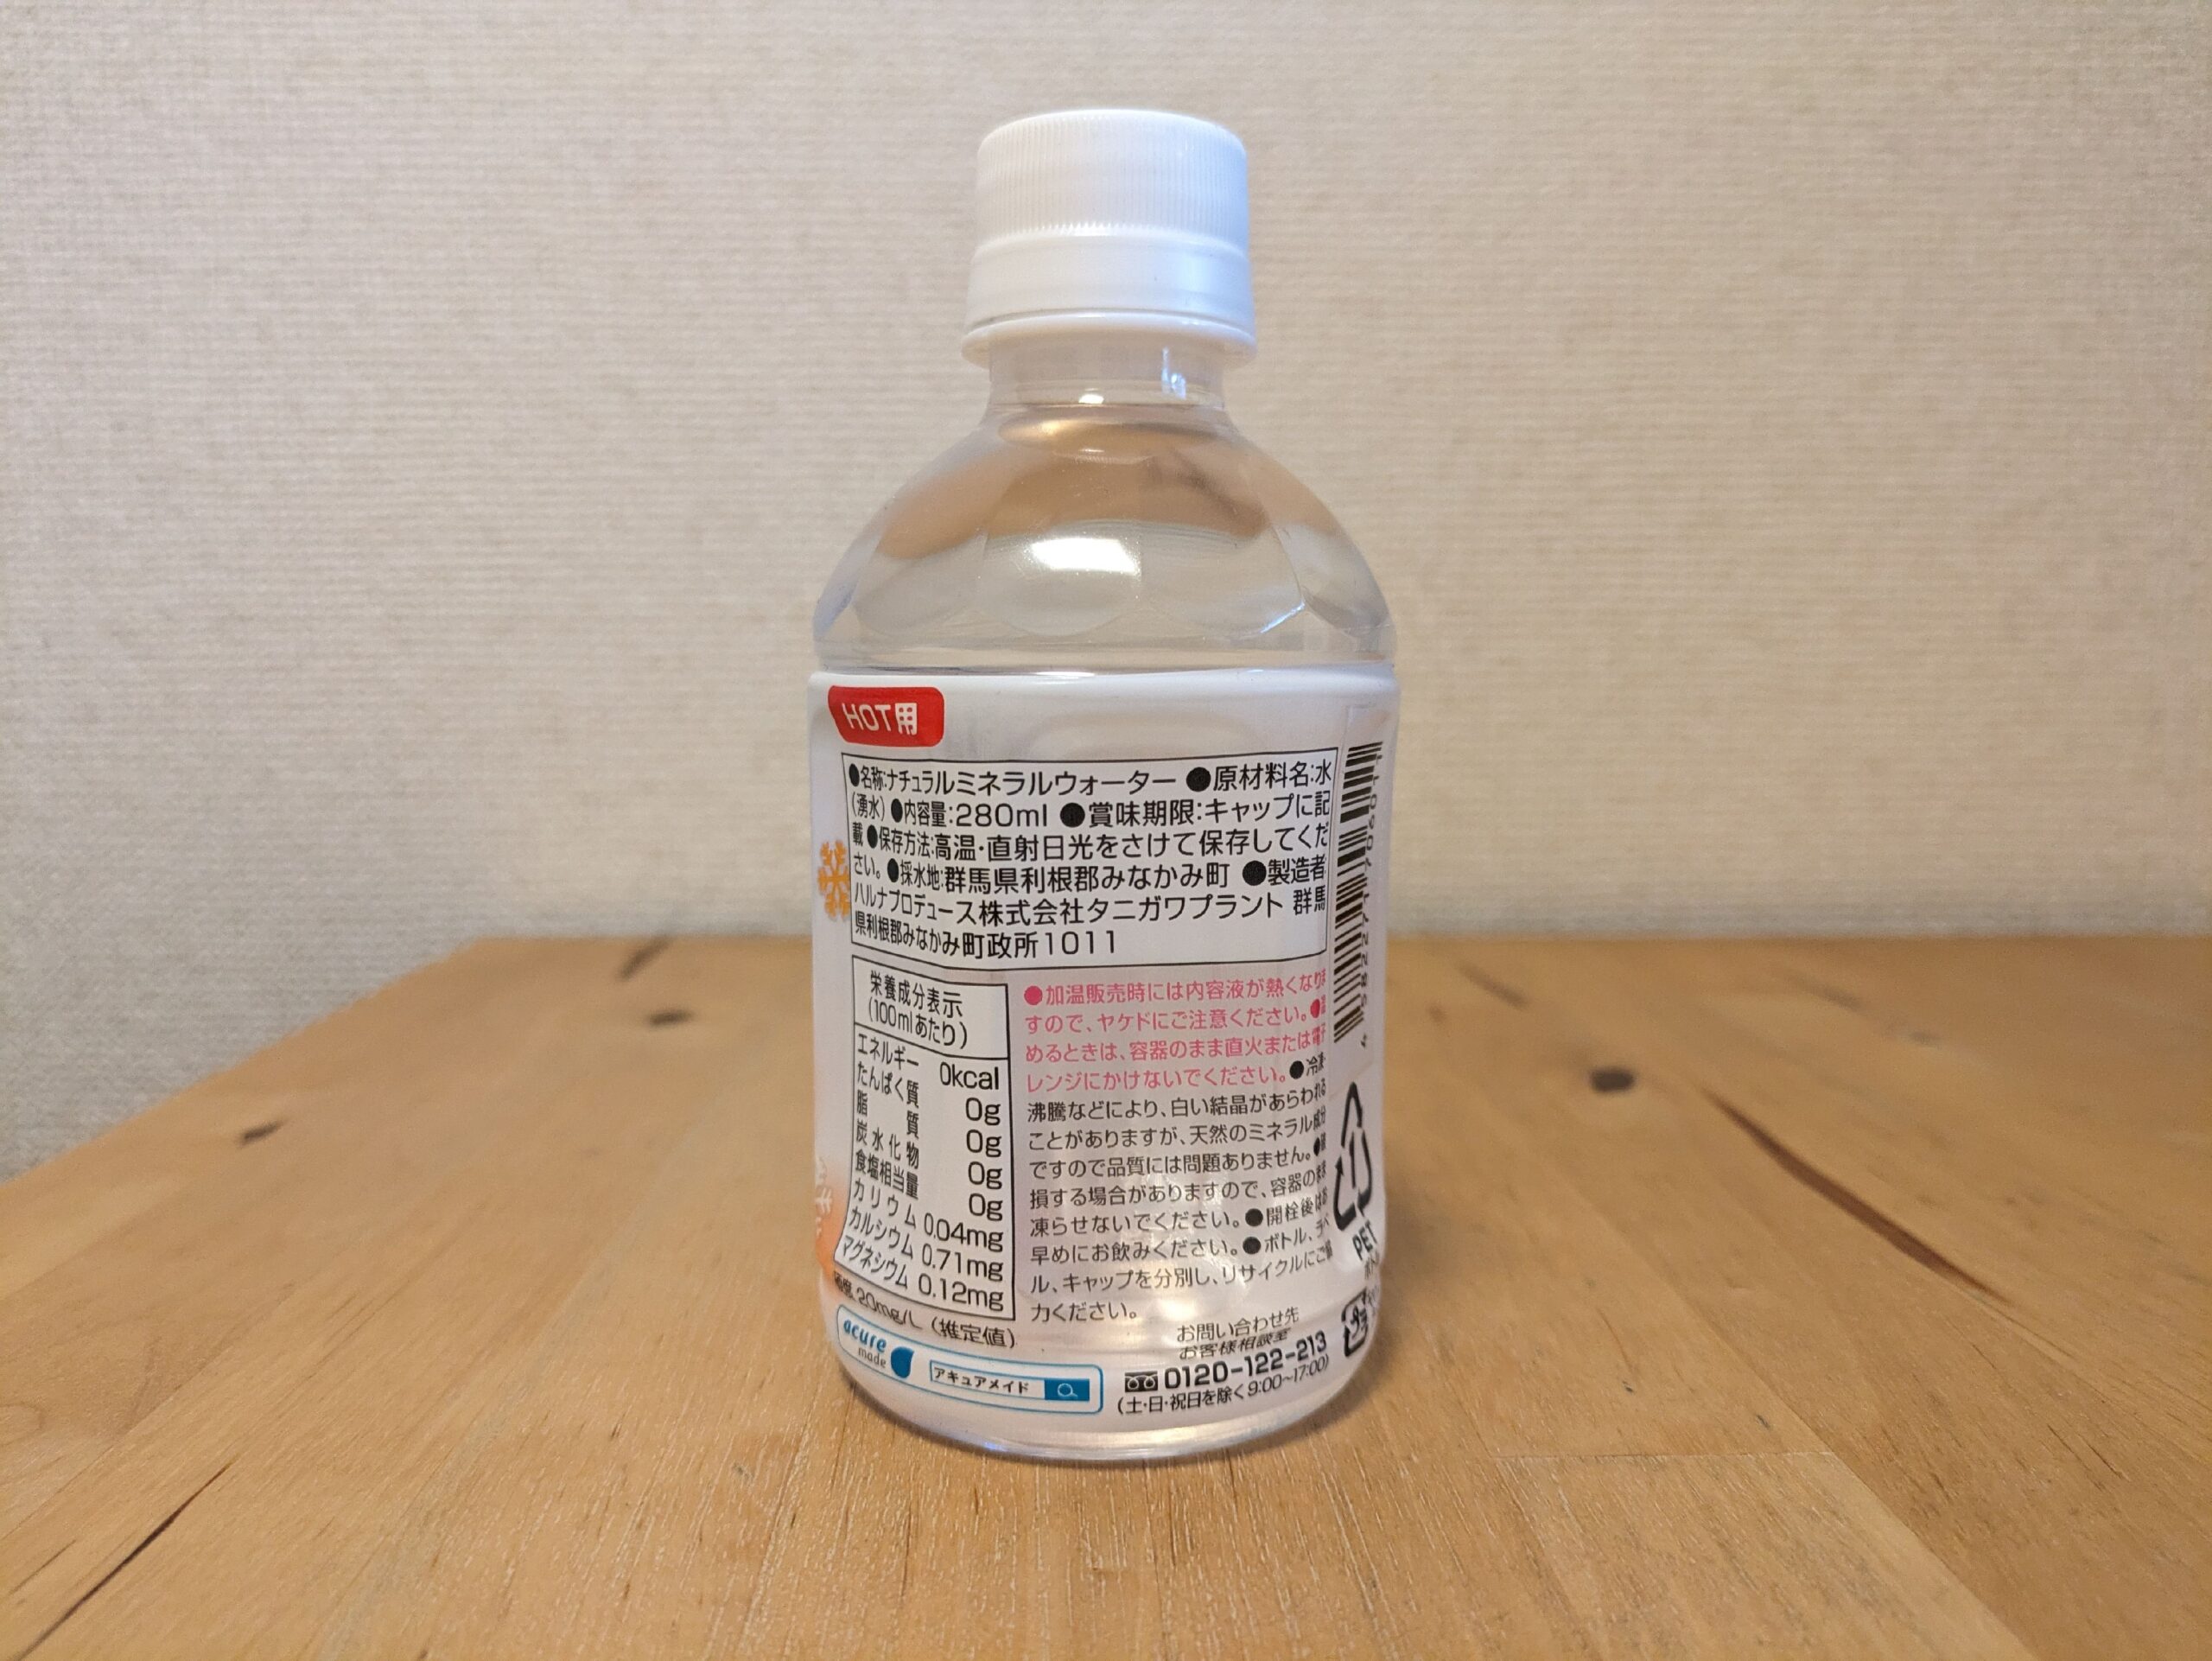 HOT用
●名称:ナチュラルミネラルウォーター ●原材料名:水
(湧水) ●内容量:280ml ●賞味期限:キャップに記
載 ●保存方法:高温・直射日光をさけて保存してくだ
さい。●採水地:群馬県利根郡みなかみ町 ●製造者:
ハルナプロデュース株式会社タニガワプラント 群馬
県利根郡みなかみ町政所1011
栄養成分表示
(100mlあたり)
エネルギー 0kcal
たんぱく質 0g
脂質 0g
炭水化物 0g
食塩相当量 0g
カリウム 0.04mg
カルシウム 0.71mg
マグネシウム 0.12mg
20mg/L (推定値)
●加温販売時には内容液が熱くなりま
すので、ヤケドにご注意ください。●温
めるときは、容器のまま直火または電子
レンジにかけないでください。●冷凍・
沸騰などにより、白い結晶があらわれる
ことがありますが、天然のミネラル成分
ですので品質には問題ありません。●破
損する場合がありますので、容器のまま
凍らせないでください。●開栓後はお
早めにお飲みください。●ボトル、ラベ
ル、キャップを分別し、リサイクルにご協
力ください。
acure
made
アキュアメイド
お問い合わせ先
お客様相談室
0120-122-213
(土・日・祝日を除く9:00~17:00)
1
PET